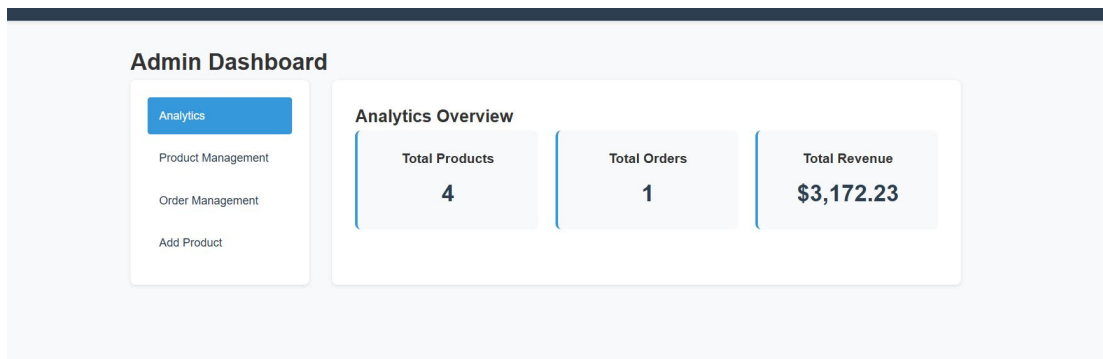 Admin Dashboard
Analytics
Product Management
Order Management
Add Product
Analytics Overview
Total Products
4
Total Orders
1
Total Revenue
$3,172.23